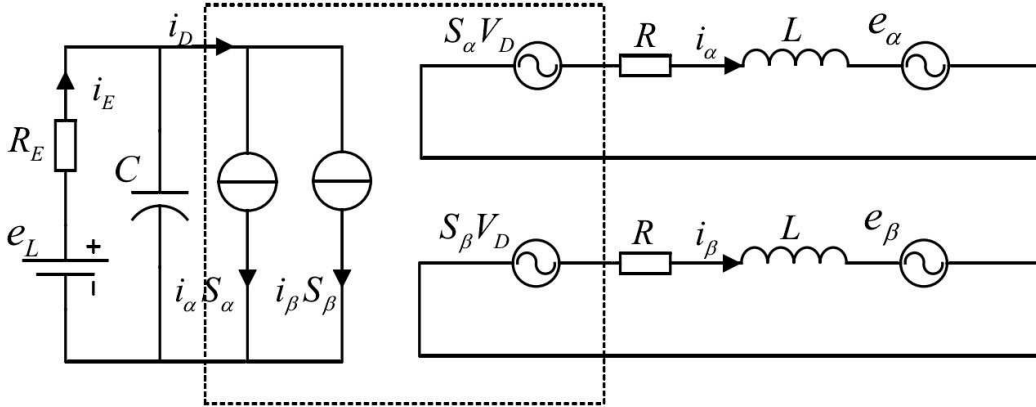 i_D
S_α V_D
R
i_α
L
e_α
i_E
R_E
C
e_L
+
−
i_α S_α
i_β S_β
S_β V_D
R
i_β
L
e_β